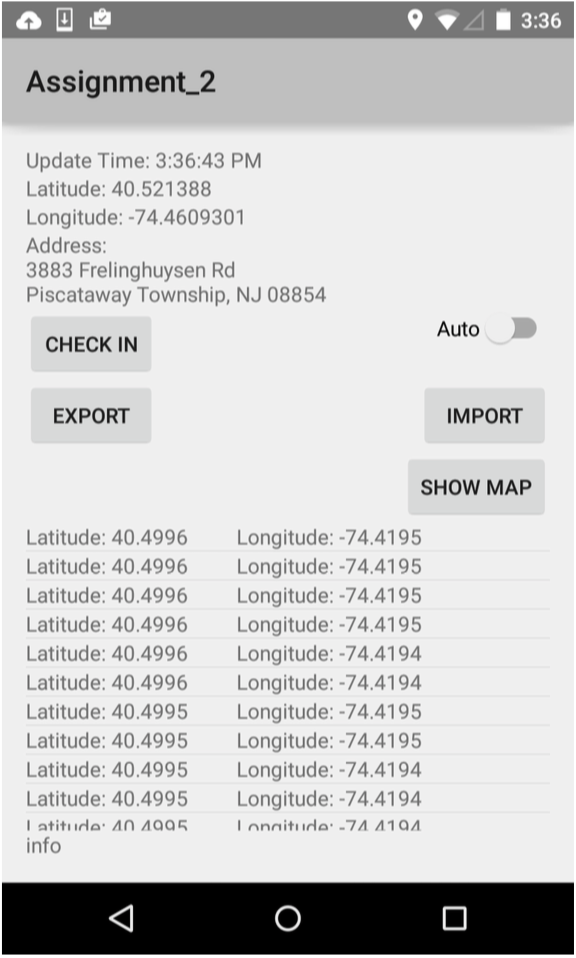 3:36
Assignment_2
Update Time: 3:36:43 PM
Latitude: 40.521388
Longitude: -74.4609301
Address:
3883 Frelinghuysen Rd
Piscataway Township, NJ 08854
Auto
CHECK IN
EXPORT IMPORT
SHOW MAP
Latitude: 40.4996 Longitude: -74.4195
Latitude: 40.4996 Longitude: -74.4195
Latitude: 40.4996 Longitude: -74.4195
Latitude: 40.4996 Longitude: -74.4195
Latitude: 40.4996 Longitude: -74.4194
Latitude: 40.4996 Longitude: -74.4194
Latitude: 40.4995 Longitude: -74.4195
Latitude: 40.4995 Longitude: -74.4195
Latitude: 40.4995 Longitude: -74.4194
Latitude: 40.4995 Longitude: -74.4194
Latitude: 40.4995 Longitude: -74.4194
info